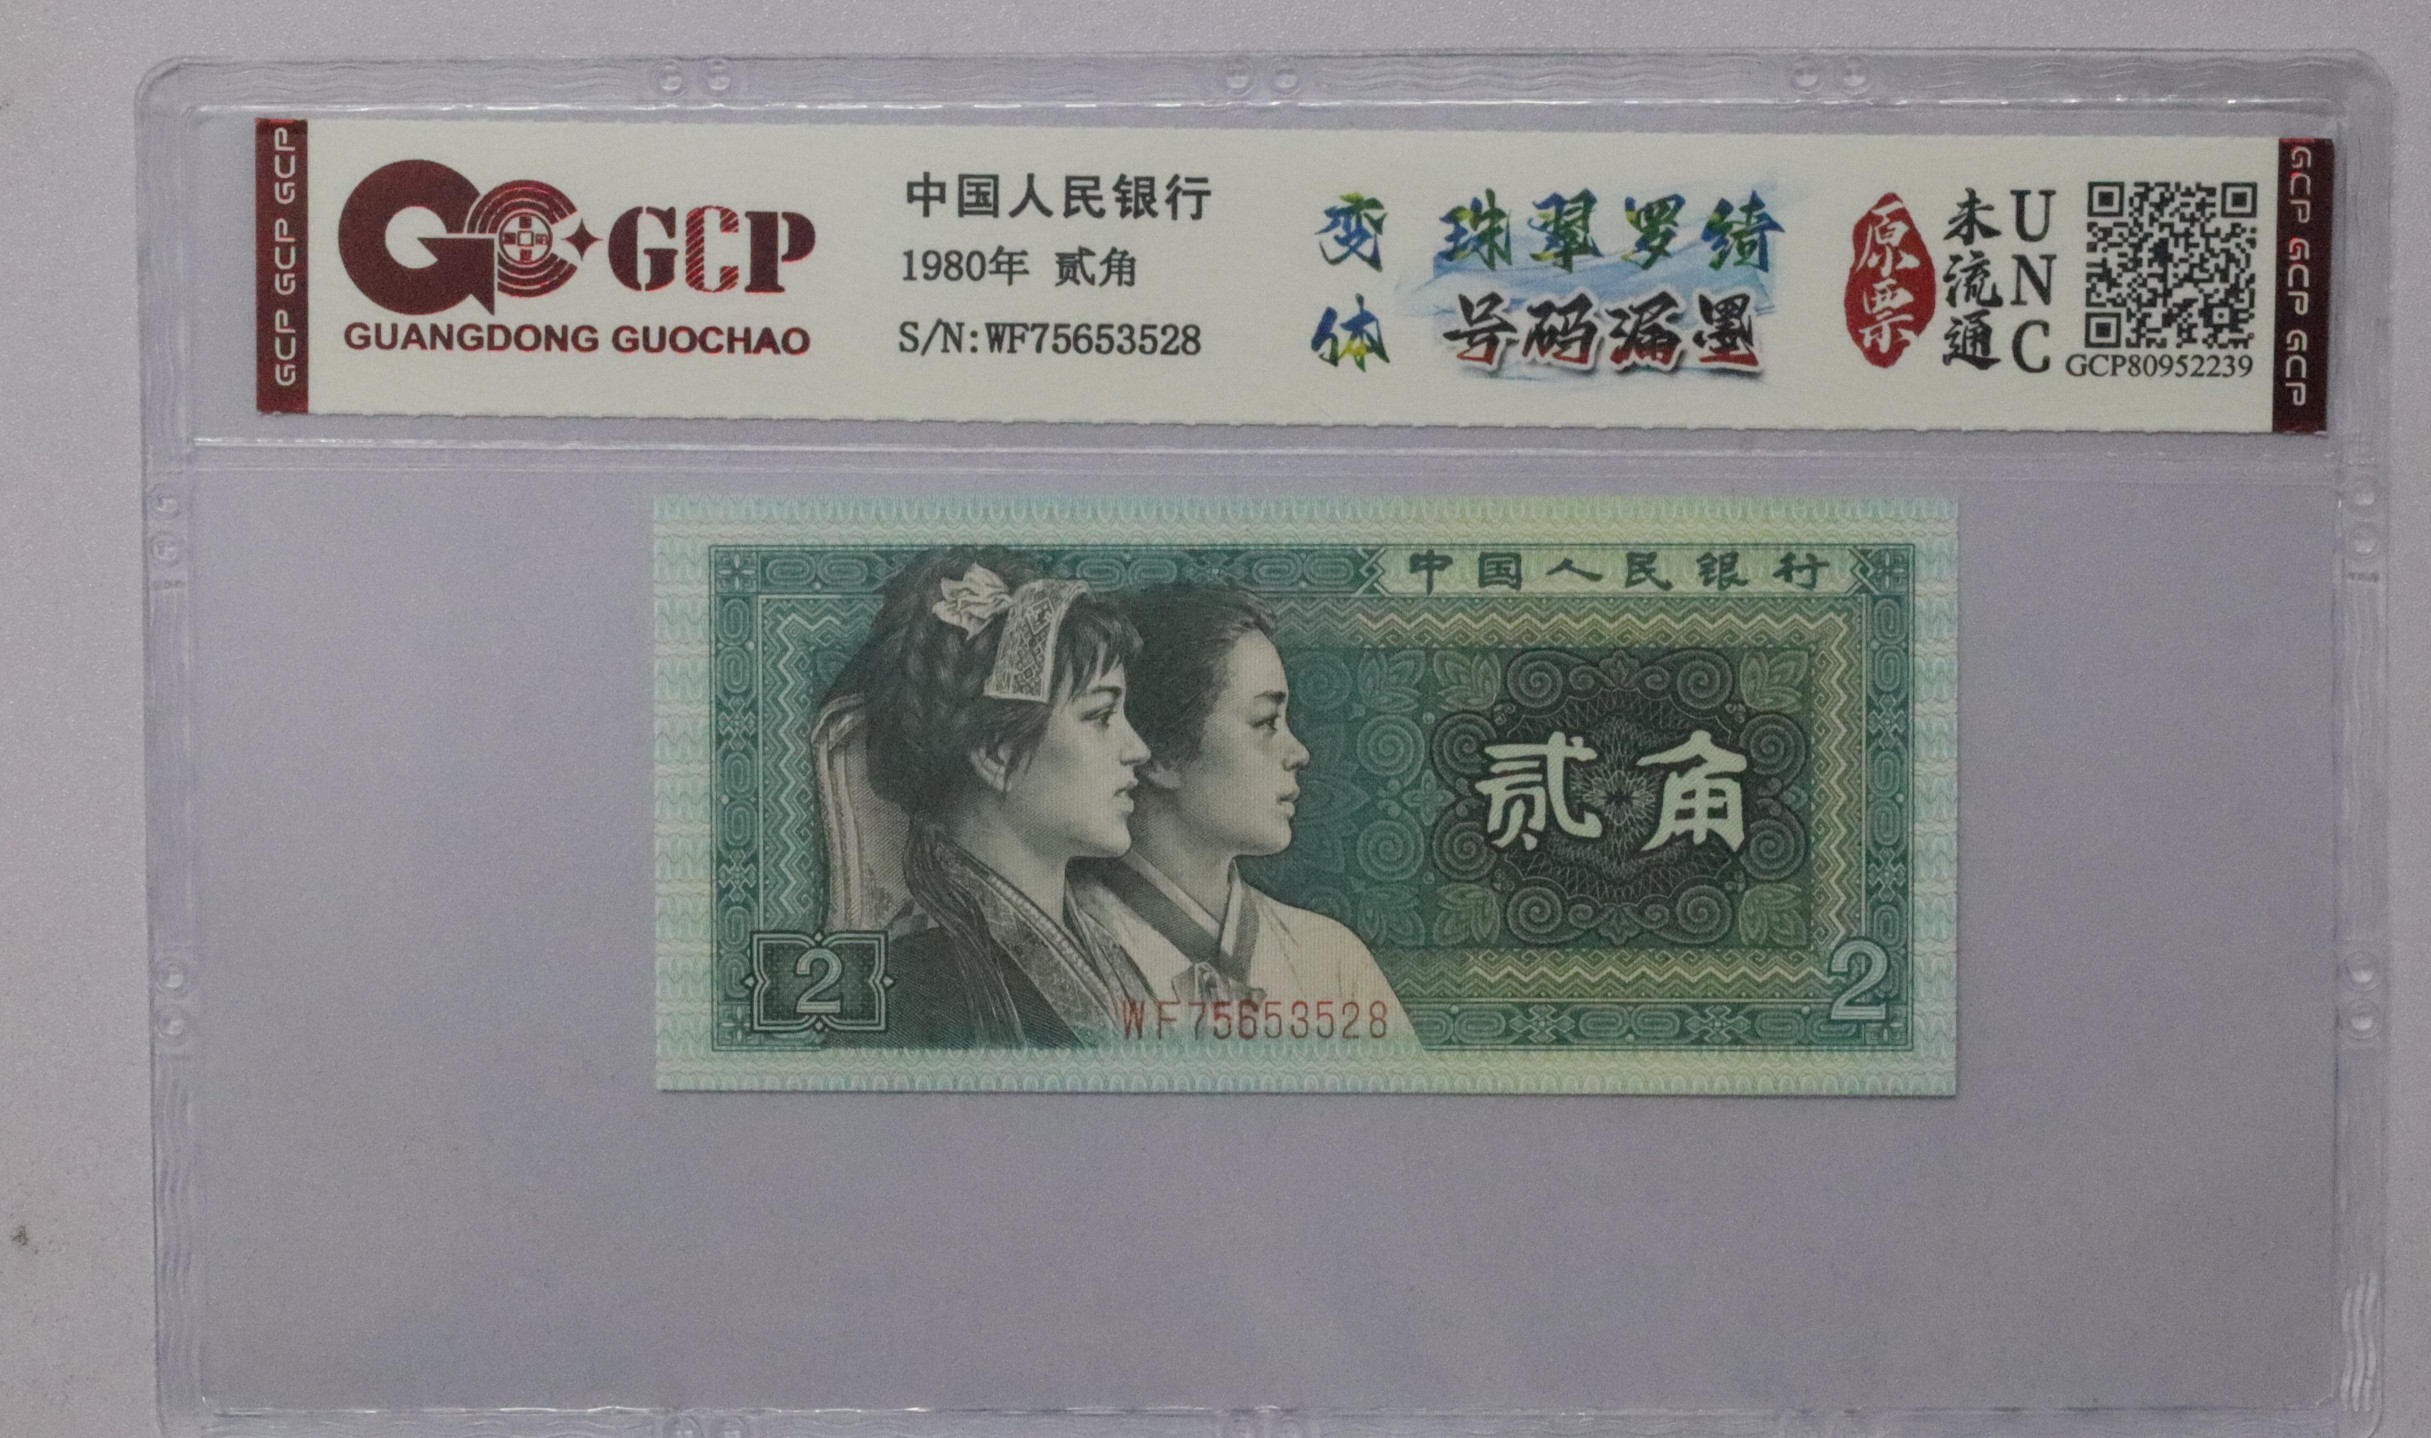 GCP GCP GCP
GCP
GUANGDONG GUOCHAO
中国人民银行
1980年 贰角
S/N:WF75653528
变体
珠翠罗绮
号码漏墨
原票
未流通
UNC
GCP80952239
GCP GCP GCP
中国人民银行
贰角
2
2
WF75653528